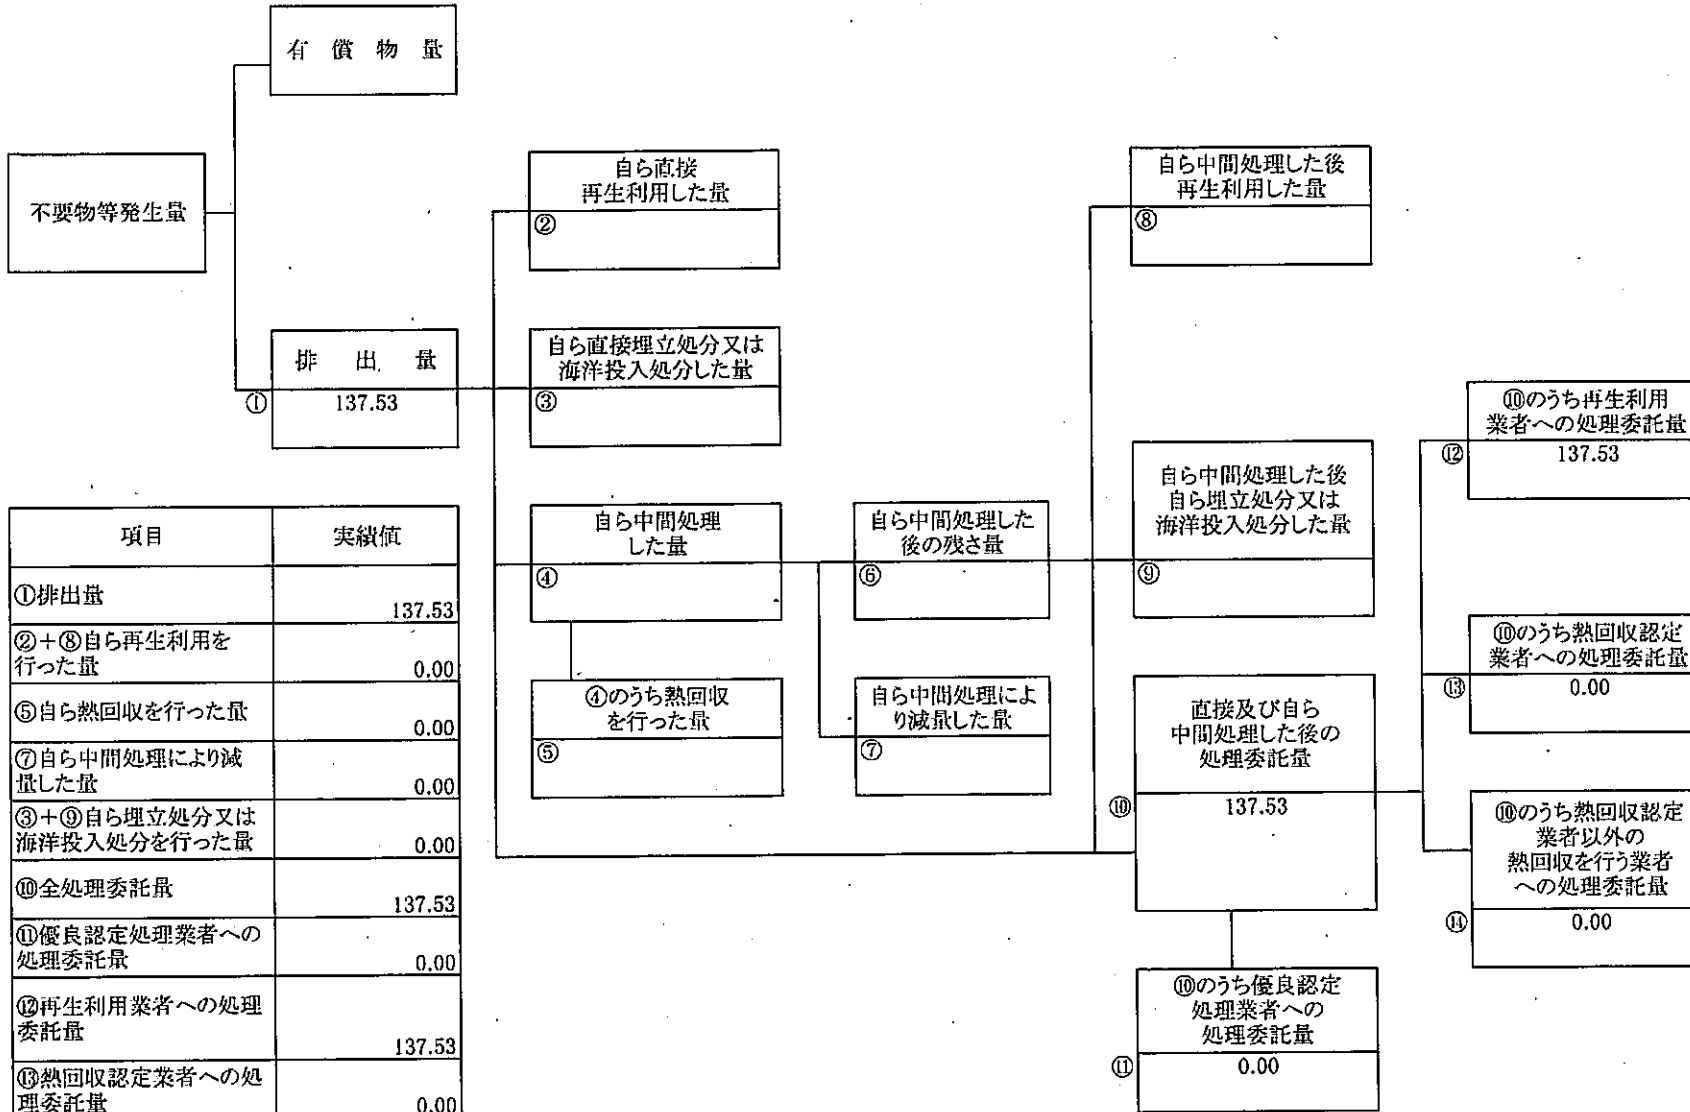 有償物量
不要物等発生量
排出量
①
137.53
自ら直接
再生利用した量
②
自ら直接埋立処分又は
海洋投入処分した量
③
自ら中間処理
した量
④
④のうち熱回収
を行った量
⑤
自ら中間処理した
後の残さ量
⑥
自ら中間処理によ
り減量した量
⑦
自ら中間処理した後
再生利用した量
⑧
自ら中間処理した後
自ら埋立処分又は
海洋投入処分した量
⑨
直接及び自ら
中間処理した後の
処理委託量
⑩
137.53
⑩のうち優良認定
処理業者への
処理委託量
⑪
0.00
⑩のうち再生利用
業者への処理委託量
⑫
137.53
⑩のうち熱回収認定
業者への処理委託量
⑬
0.00
⑩のうち熱回収認定
業者以外の
熱回収を行う業者
への処理委託量
⑭
0.00
項目 実績値
①排出量
137.53
②+⑧自ら再生利用を
行った量 0.00
⑤自ら熱回収を行った量
0.00
⑦自ら中間処理により減
量した量 0.00
③+⑨自ら埋立処分又は
海洋投入処分を行った量 0.00
⑩全処理委託量
137.53
⑪優良認定処理業者への
処理委託量 0.00
⑫再生利用業者への処理
委託量
137.53
⑬熱回収認定業者への処
理委託量 0.00